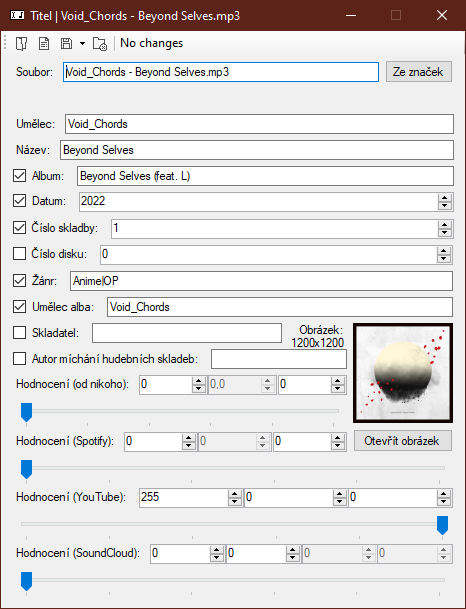 Titel | Void_Chords - Beyond Selves.mp3
No changes
Soubor: Void_Chords - Beyond Selves.mp3 Ze značek
Umělec: Void_Chords
Název: Beyond Selves
Album: Beyond Selves (feat. L)
Datum: 2022
Číslo skladby: 1
Číslo disku: 0
Žánr: Anime|OP
Umělec alba: Void_Chords
Skladatel:
Obrázek:
1200x1200
Autor míchání hudebních skladeb:
Hodnocení (od nikoho): 0 0,0 0
Otevřít obrázek
Hodnocení (Spotify): 0 0 0
Hodnocení (YouTube): 255 0 0
Hodnocení (SoundCloud): 0 0 0 0